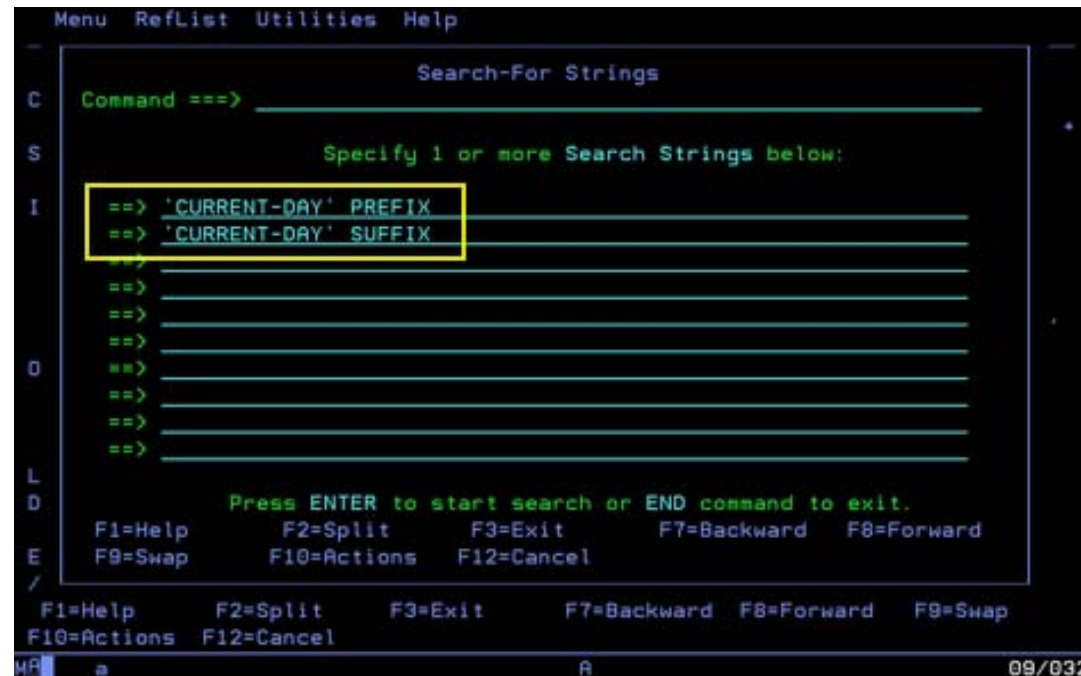 Menu RefList Utilities Help
Search-For Strings
C Command ===>
S Specify 1 or more Search Strings below:
I ==> 'CURRENT-DAY' PREFIX
==> 'CURRENT-DAY' SUFFIX
==>
==>
==>
==>
O ==>
==>
==>
==>
L
D Press ENTER to start search or END command to exit.
F1=Help F2=Split F3=Exit F7=Backward F8=Forward
E F9=Swap F10=Actions F12=Cancel
/
F1=Help F2=Split F3=Exit F7=Backward F8=Forward F9=Swap
F10=Actions F12=Cancel
MA a A 09/032